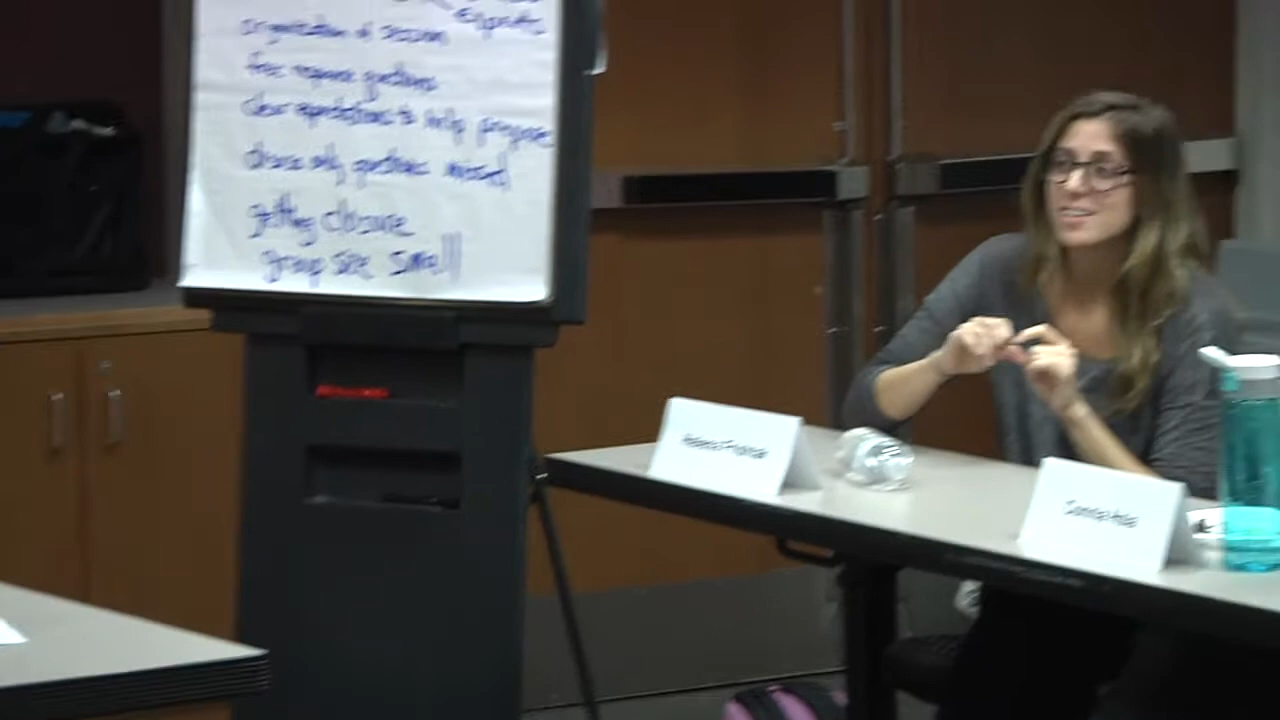 experts
organization of session
free response questions
clear expectations to help prepare
discuss only questions missed
getting closure
group size small